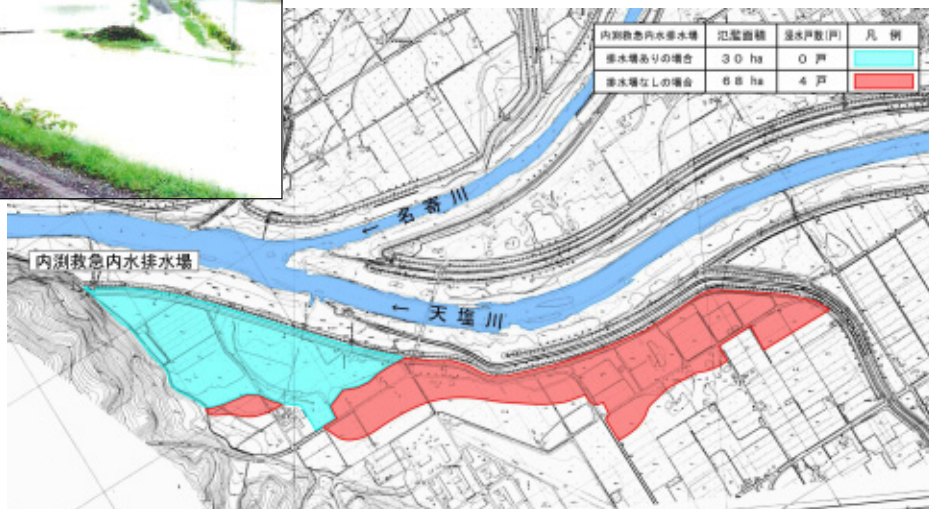 内渕救急内水排水場 氾濫面積 浸水戸数(戸) 凡 例
排水場ありの場合 30 ha 0 戸
排水場なしの場合 68 ha 4 戸
← 名寄川
内渕救急内水排水場
← 天塩川